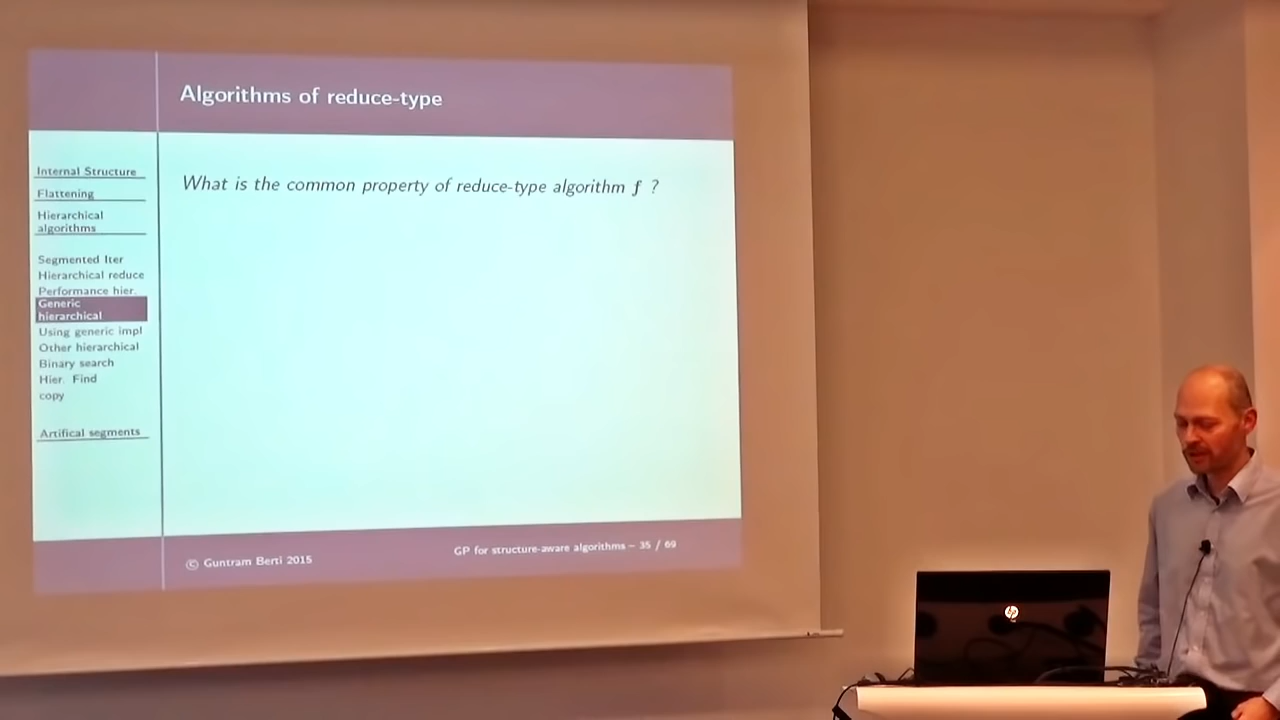 Algorithms of reduce-type
What is the common property of reduce-type algorithm f ?
Internal Structure
Flattening
Hierarchical
algorithms
Segmented Iter
Hierarchical reduce
Performance hier.
Generic
hierarchical
Using generic impl
Other hierarchical
Binary search
Hier. Find
copy
Artifical segments
© Guntram Berti 2015
GP for structure-aware algorithms – 35 / 69
hp